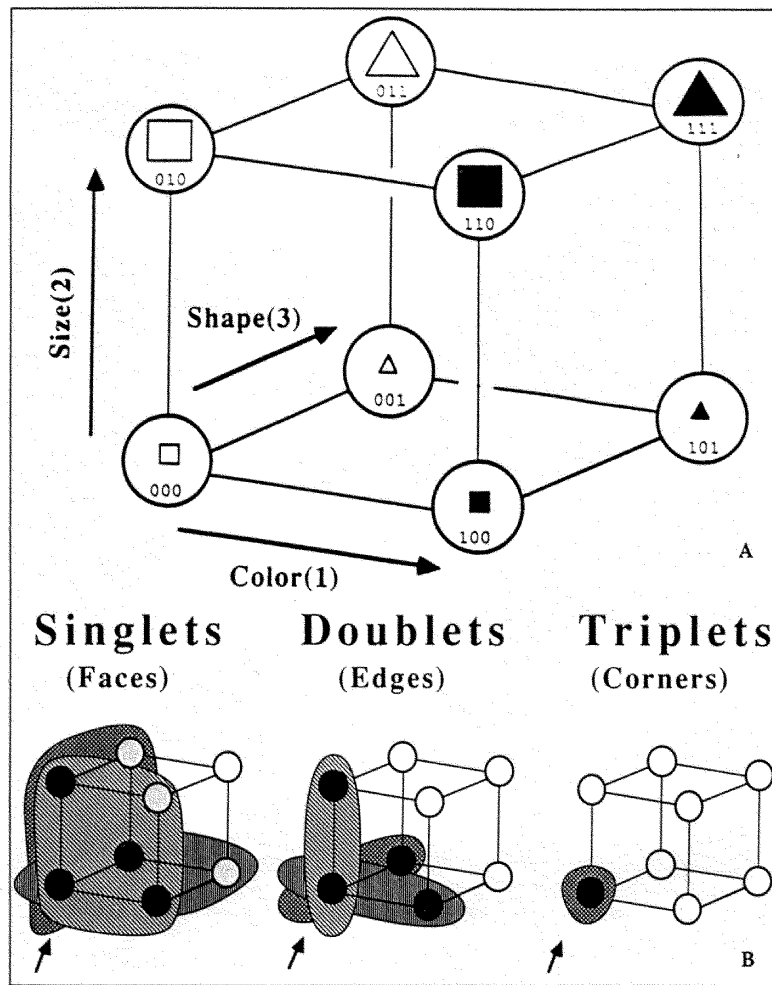 011
111
010
110
Size(2)
Shape(3)
001
101
000
100
Color(1)
A
Singlets Doublets Triplets
(Faces) (Edges) (Corners)
B